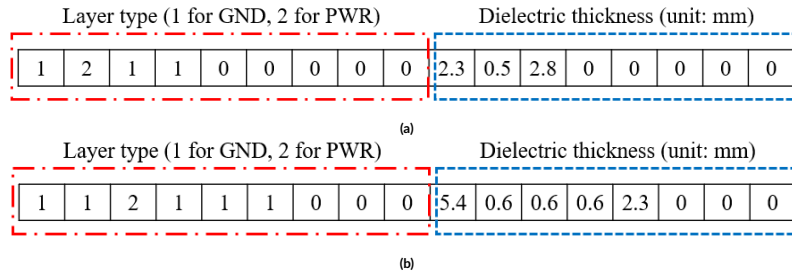 Layer type (1 for GND, 2 for PWR) Dielectric thickness (unit: mm)
1 2 1 1 0 0 0 0 0 2.3 0.5 2.8 0 0 0 0 0
(a)
Layer type (1 for GND, 2 for PWR) Dielectric thickness (unit: mm)
1 1 2 1 1 1 0 0 0 5.4 0.6 0.6 0.6 2.3 0 0 0
(b)